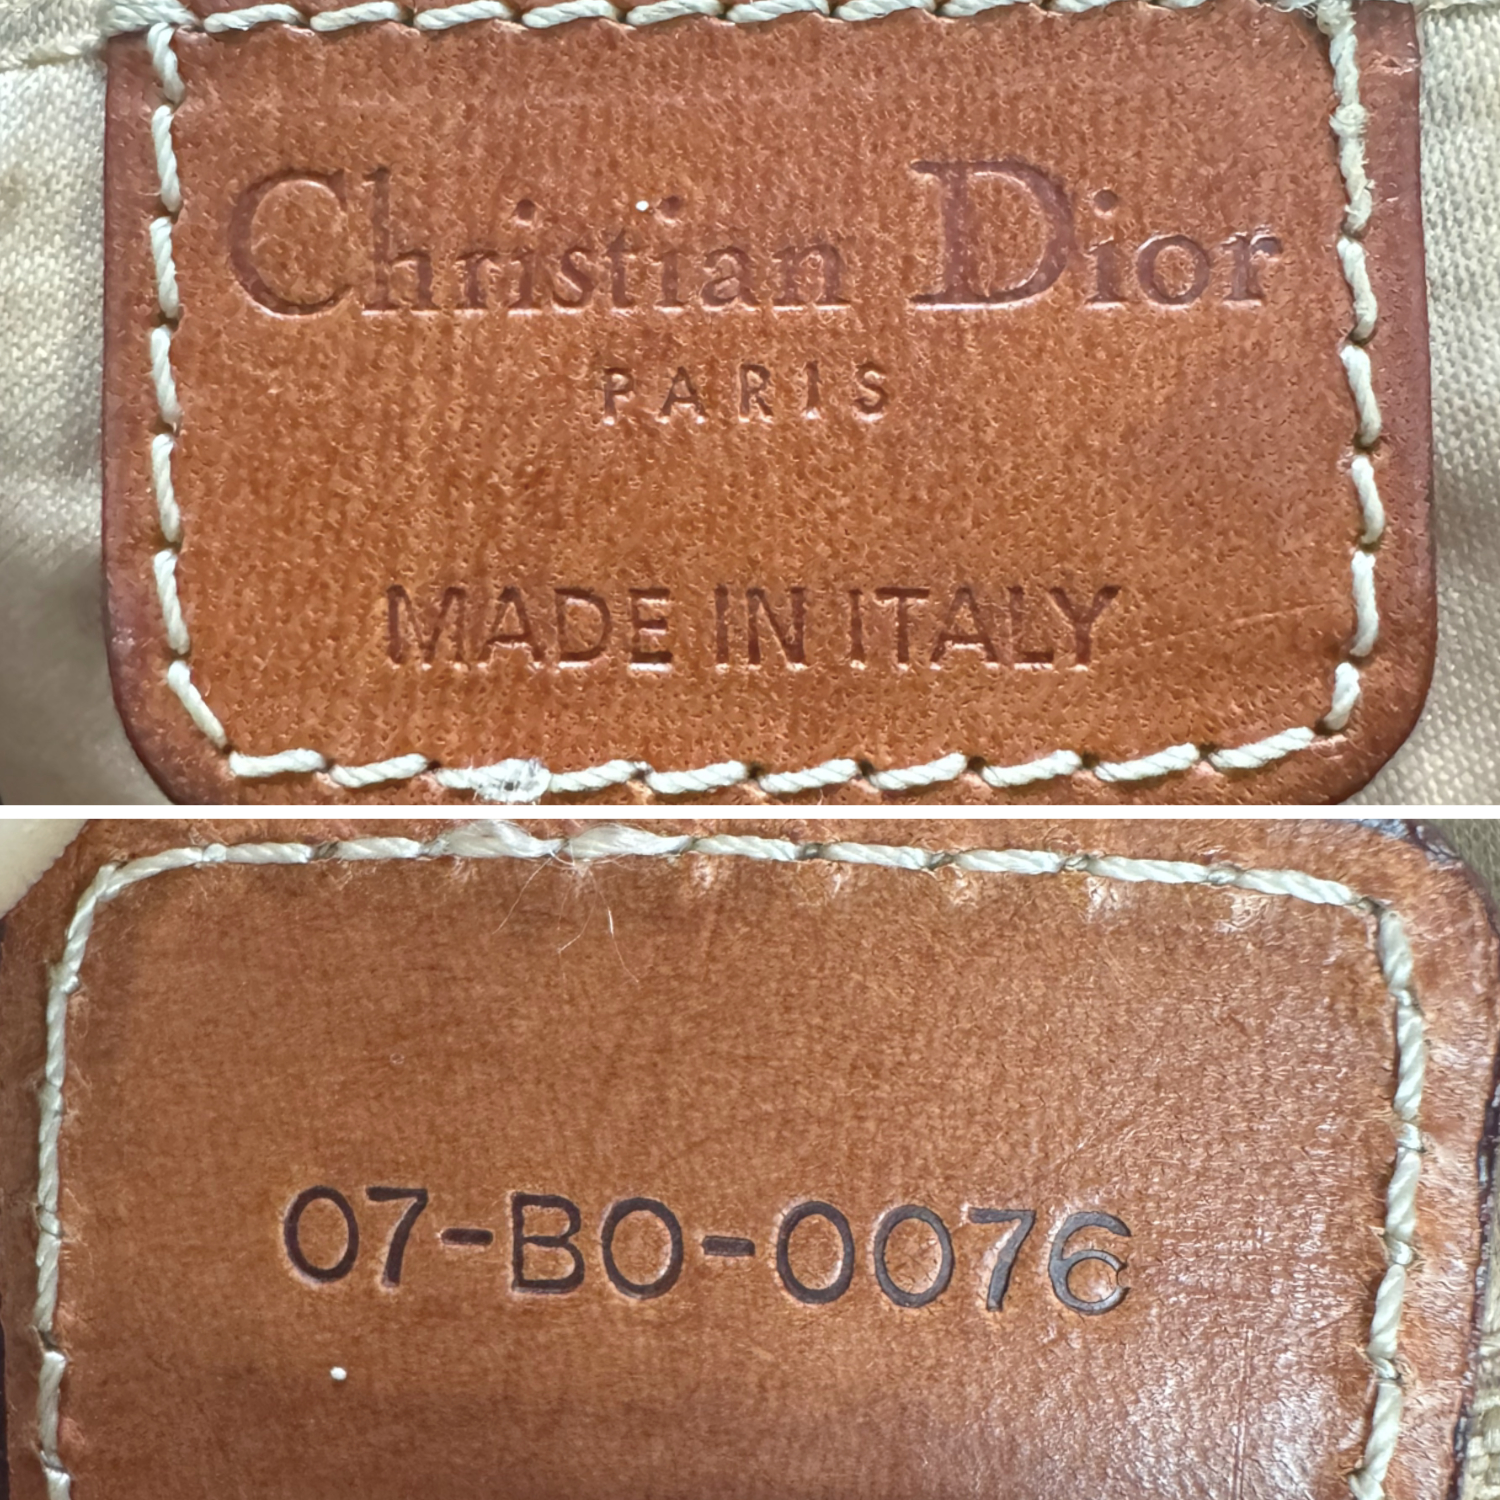 Christian Dior
PARIS
MADE IN ITALY
07-BO-0076